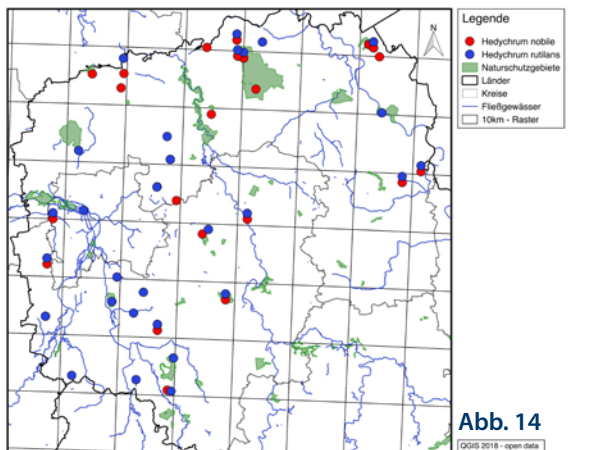 N
Legende
Hedychrum nobile
Hedychrum rutilans
Naturschutzgebiete
Länder
Kreise
Fließgewässer
10km - Raster
Abb. 14
QGIS 2018 - open data